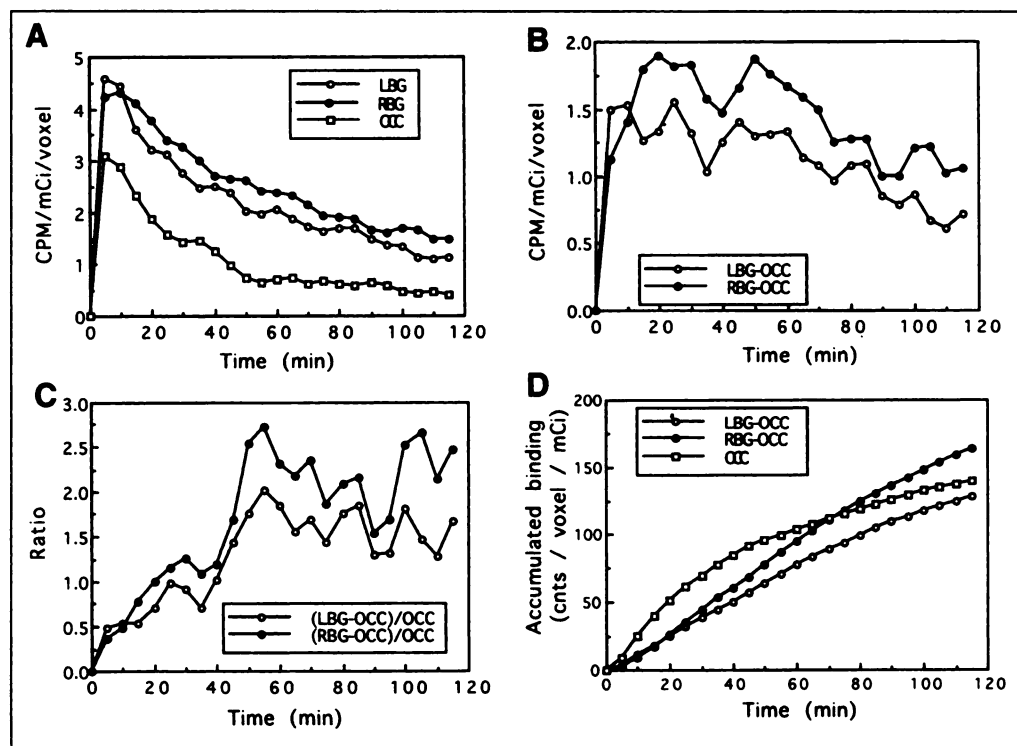 A
CPM/mCi/voxel
5
4
3
2
1
0
LBG
RBG
OCC
0 20 40 60 80 100 120
Time (min)
B
CPM/mCi/voxel
2.0
1.5
1.0
0.5
0.0
LBG-OCC
RBG-OCC
0 20 40 60 80 100 120
Time (min)
C
Ratio
3.0
2.5
2.0
1.5
1.0
0.5
0.0
(LBG-OCC)/OCC
(RBG-OCC)/OCC
0 20 40 60 80 100 120
Time (min)
D
Accumulated binding
(cnts / voxel / mCi)
200
150
100
50
0
LBG-OCC
RBG-OCC
OCC
0 20 40 60 80 100 120
Time (min)